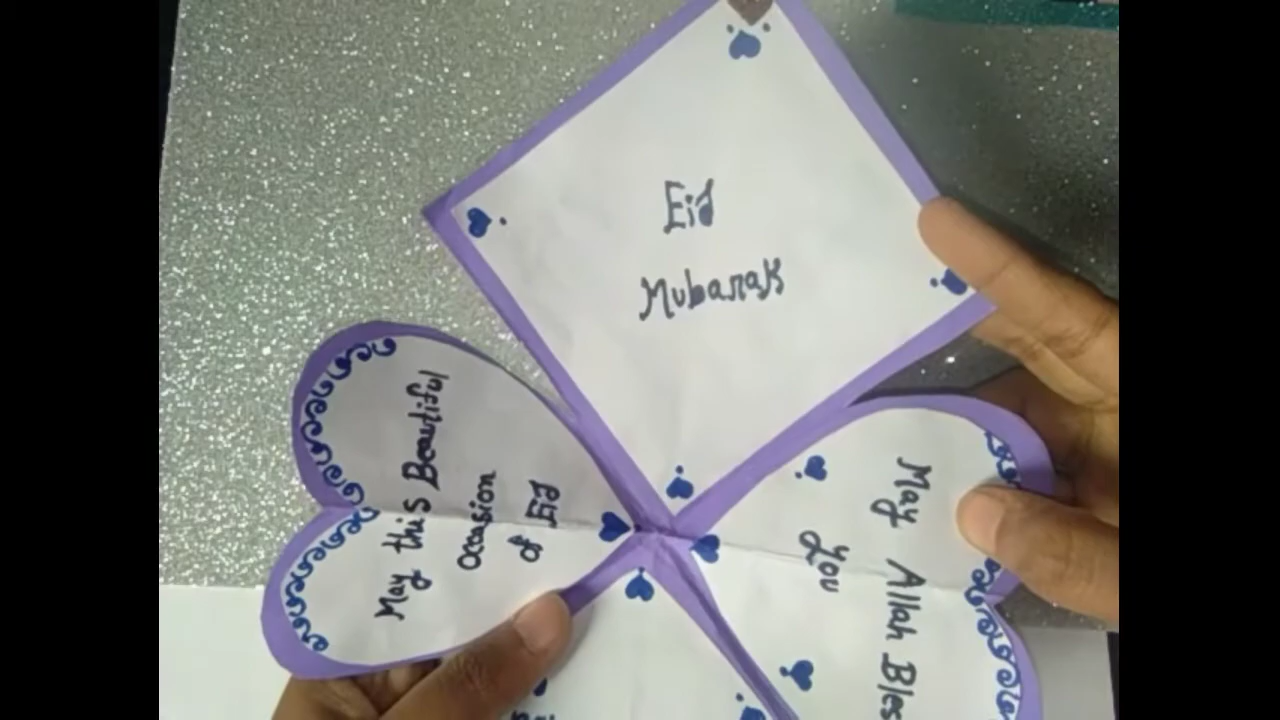 Eid
Mubarak
May this Beautiful
occasion
of Eid
May Allah Bles
you